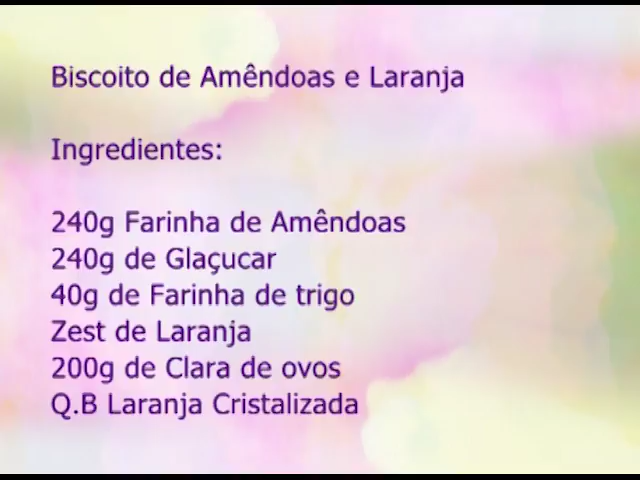 Biscoito de Amêndoas e Laranja
Ingredientes:
240g Farinha de Amêndoas
240g de Glaçucar
40g de Farinha de trigo
Zest de Laranja
200g de Clara de ovos
Q.B Laranja Cristalizada